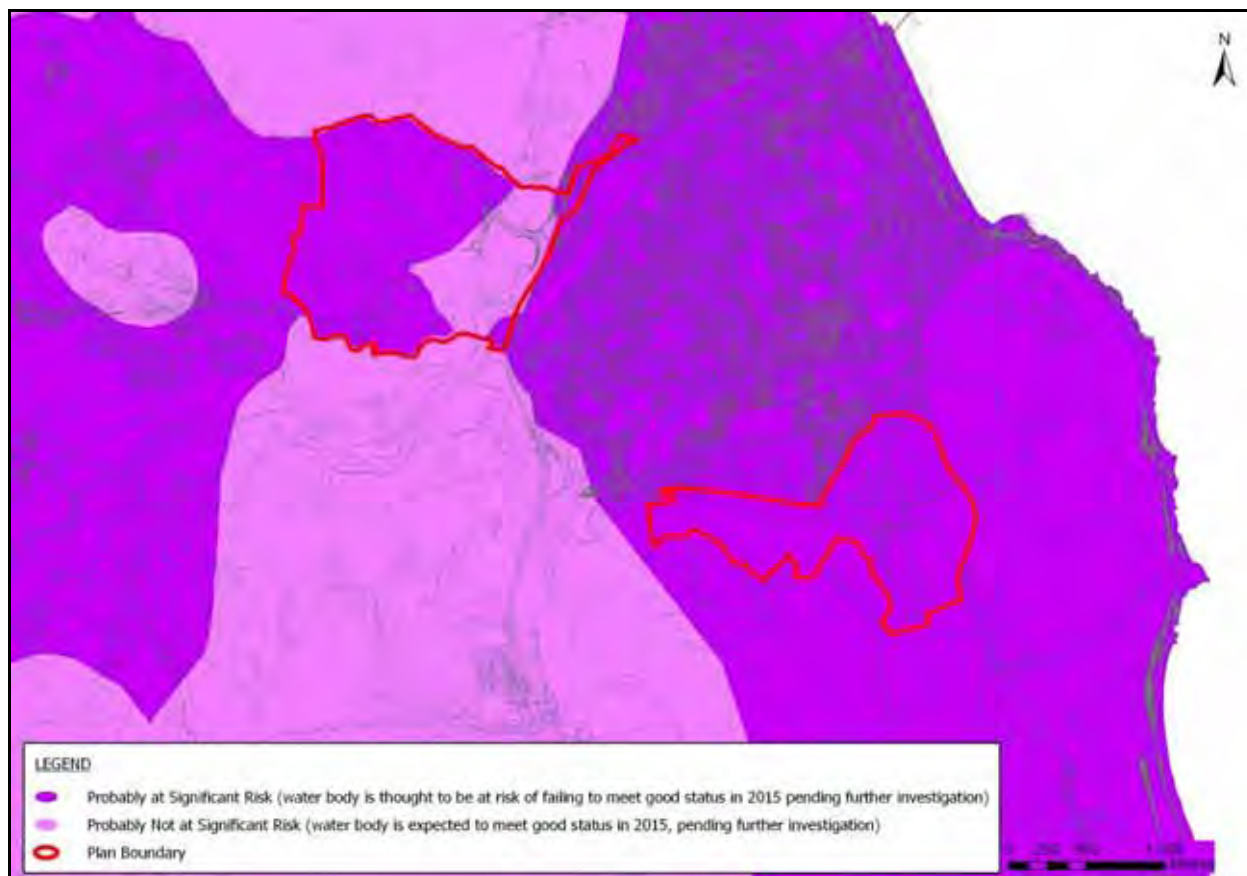 N
LEGEND
Probably at Significant Risk (water body is thought to be at risk of failing to meet good status in 2015 pending further investigation)
Probably Not at Significant Risk (water body is expected to meet good status in 2015, pending further investigation)
Plan Boundary
0 250